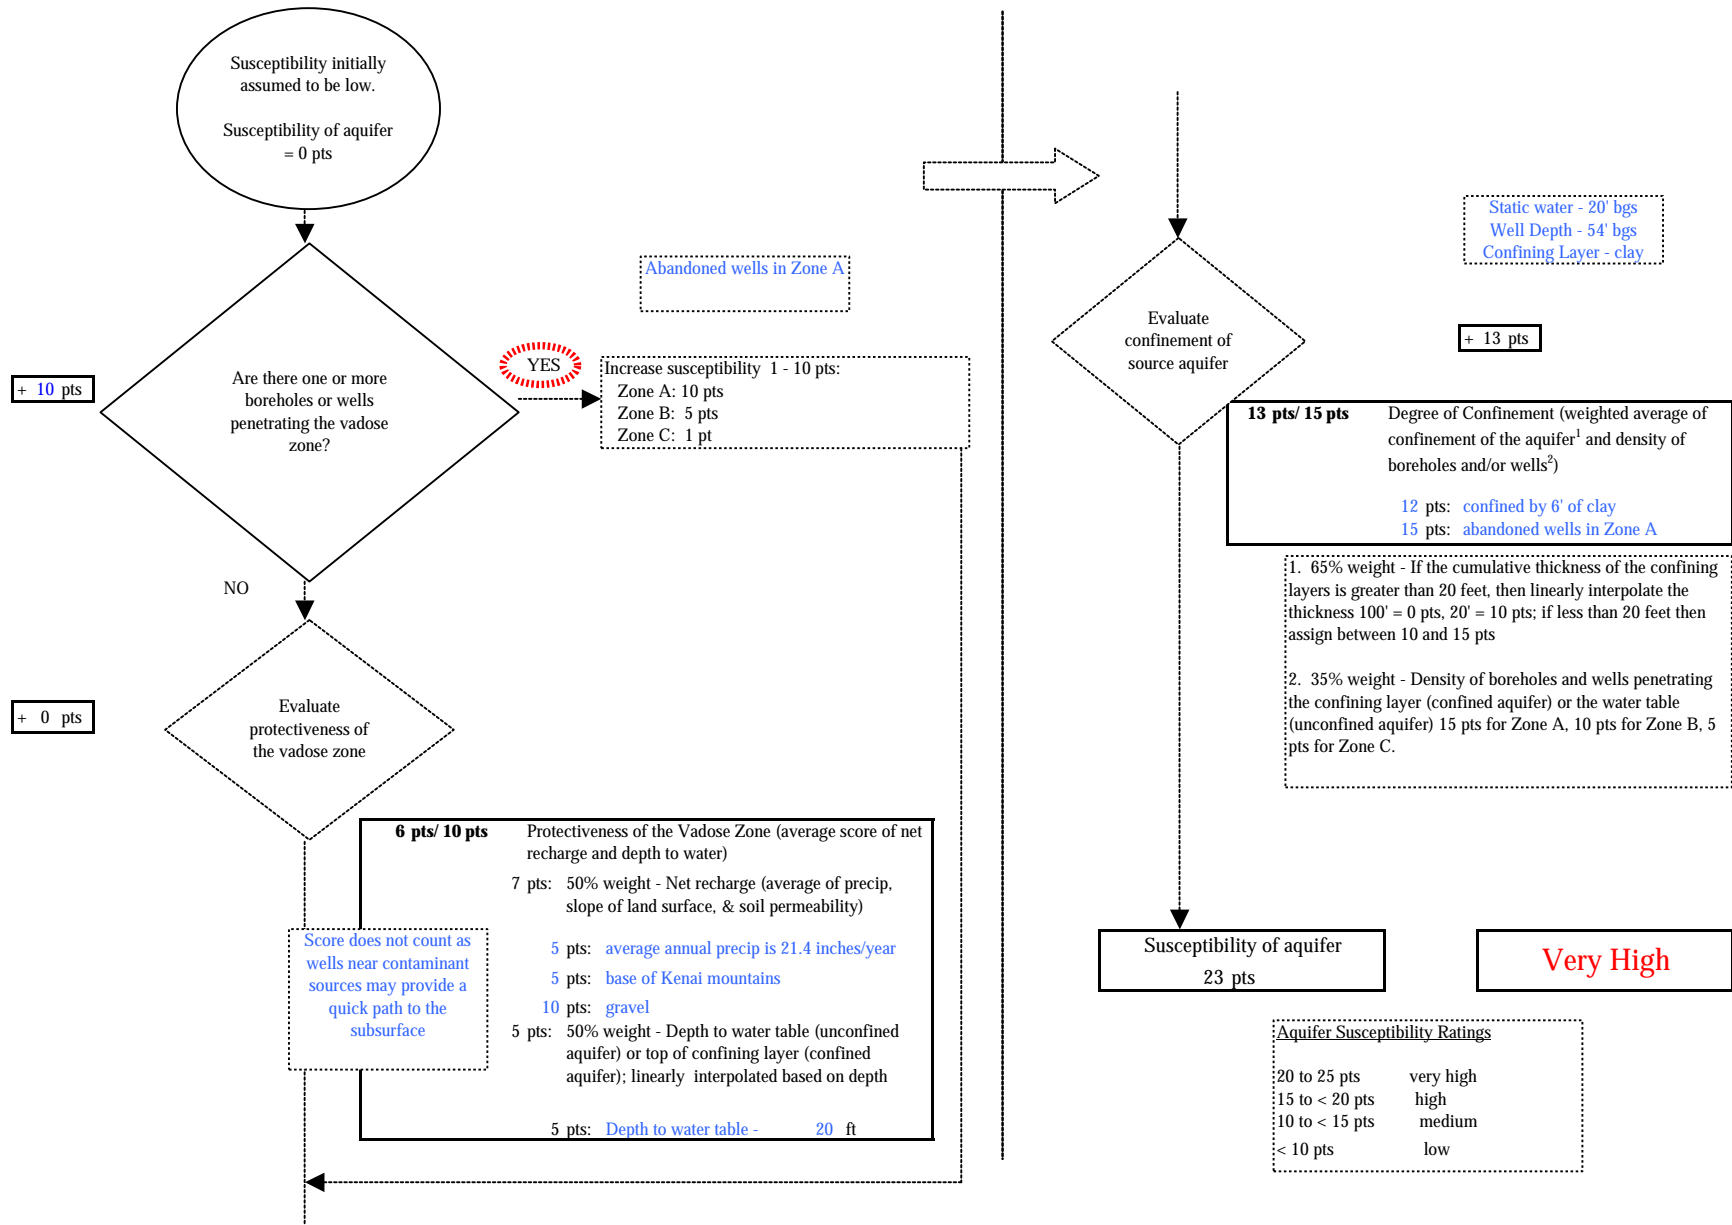 Susceptibility initially
assumed to be low.
Susceptibility of aquifer
= 0 pts
Abandoned wells in Zone A
+ 10 pts
Are there one or more
boreholes or wells
penetrating the vadose
zone?
YES
Increase susceptibility 1 - 10 pts:
Zone A: 10 pts
Zone B: 5 pts
Zone C: 1 pt
NO
+ 0 pts
Evaluate
protectiveness of
the vadose zone
6 pts/ 10 pts Protectiveness of the Vadose Zone (average score of net
recharge and depth to water)
7 pts: 50% weight - Net recharge (average of precip,
slope of land surface, & soil permeability)
5 pts: average annual precip is 21.4 inches/year
5 pts: base of Kenai mountains
10 pts: gravel
5 pts: 50% weight - Depth to water table (unconfined
aquifer) or top of confining layer (confined
aquifer); linearly interpolated based on depth
5 pts: Depth to water table - 20 ft
Score does not count as
wells near contaminant
sources may provide a
quick path to the
subsurface
Static water - 20' bgs
Well Depth - 54' bgs
Confining Layer - clay
Evaluate
confinement of
source aquifer
+ 13 pts
13 pts/ 15 pts Degree of Confinement (weighted average of
confinement of the aquifer1 and density of
boreholes and/or wells2)
12 pts: confined by 6' of clay
15 pts: abandoned wells in Zone A
1. 65% weight - If the cumulative thickness of the confining
layers is greater than 20 feet, then linearly interpolate the
thickness 100' = 0 pts, 20' = 10 pts; if less than 20 feet then
assign between 10 and 15 pts
2. 35% weight - Density of boreholes and wells penetrating
the confining layer (confined aquifer) or the water table
(unconfined aquifer) 15 pts for Zone A, 10 pts for Zone B, 5
pts for Zone C.
Susceptibility of aquifer
23 pts
Very High
Aquifer Susceptibility Ratings
20 to 25 pts very high
15 to < 20 pts high
10 to < 15 pts medium
< 10 pts low